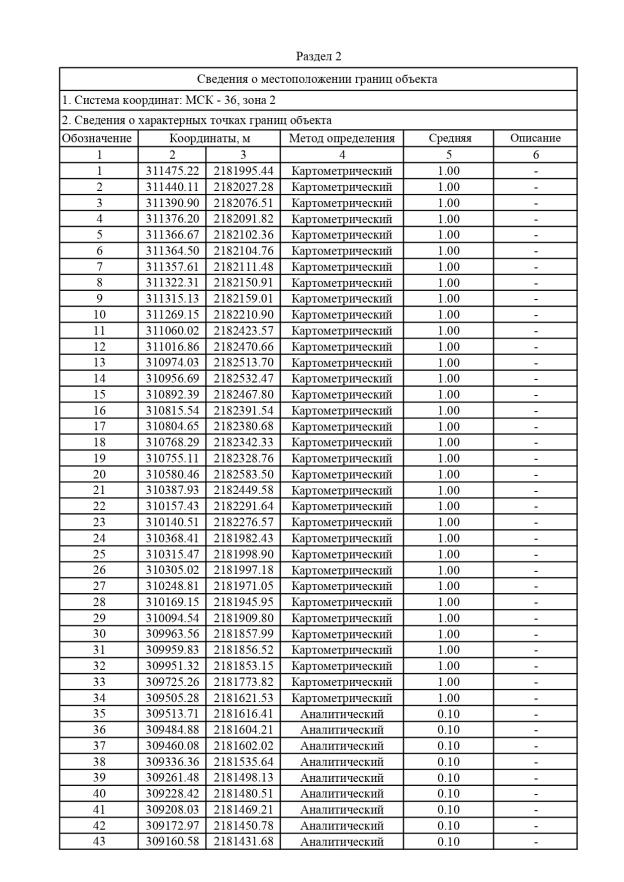 Раздел 2
Сведения о местоположении границ объекта
1. Система координат: МСК - 36, зона 2
2. Сведения о характерных точках границ объекта
Обозначение Координаты, м Метод определения Средняя Описание
1 2 3 4 5 6
1 311475.22 2181995.44 Картометрический 1.00 -
2 311440.11 2182027.28 Картометрический 1.00 -
3 311390.90 2182076.51 Картометрический 1.00 -
4 311376.20 2182091.82 Картометрический 1.00 -
5 311366.67 2182102.36 Картометрический 1.00 -
6 311364.50 2182104.76 Картометрический 1.00 -
7 311357.61 2182111.48 Картометрический 1.00 -
8 311322.31 2182150.91 Картометрический 1.00 -
9 311315.13 2182159.01 Картометрический 1.00 -
10 311269.15 2182210.90 Картометрический 1.00 -
11 311060.02 2182423.57 Картометрический 1.00 -
12 311016.86 2182470.66 Картометрический 1.00 -
13 310974.03 2182513.70 Картометрический 1.00 -
14 310956.69 2182532.47 Картометрический 1.00 -
15 310892.39 2182467.80 Картометрический 1.00 -
16 310815.54 2182391.54 Картометрический 1.00 -
17 310804.65 2182380.68 Картометрический 1.00 -
18 310768.29 2182342.33 Картометрический 1.00 -
19 310755.11 2182328.76 Картометрический 1.00 -
20 310580.46 2182583.50 Картометрический 1.00 -
21 310387.93 2182449.58 Картометрический 1.00 -
22 310157.43 2182291.64 Картометрический 1.00 -
23 310140.51 2182276.57 Картометрический 1.00 -
24 310368.41 2181982.43 Картометрический 1.00 -
25 310315.47 2181998.90 Картометрический 1.00 -
26 310305.02 2181997.18 Картометрический 1.00 -
27 310248.81 2181971.05 Картометрический 1.00 -
28 310169.15 2181945.95 Картометрический 1.00 -
29 310094.54 2181909.80 Картометрический 1.00 -
30 309963.56 2181857.99 Картометрический 1.00 -
31 309959.83 2181856.52 Картометрический 1.00 -
32 309951.32 2181853.15 Картометрический 1.00 -
33 309725.26 2181773.82 Картометрический 1.00 -
34 309505.28 2181621.53 Картометрический 1.00 -
35 309513.71 2181616.41 Аналитический 0.10 -
36 309484.88 2181604.21 Аналитический 0.10 -
37 309460.08 2181602.02 Аналитический 0.10 -
38 309336.36 2181535.64 Аналитический 0.10 -
39 309261.48 2181498.13 Аналитический 0.10 -
40 309228.42 2181480.51 Аналитический 0.10 -
41 309208.03 2181469.21 Аналитический 0.10 -
42 309172.97 2181450.78 Аналитический 0.10 -
43 309160.58 2181431.68 Аналитический 0.10 -